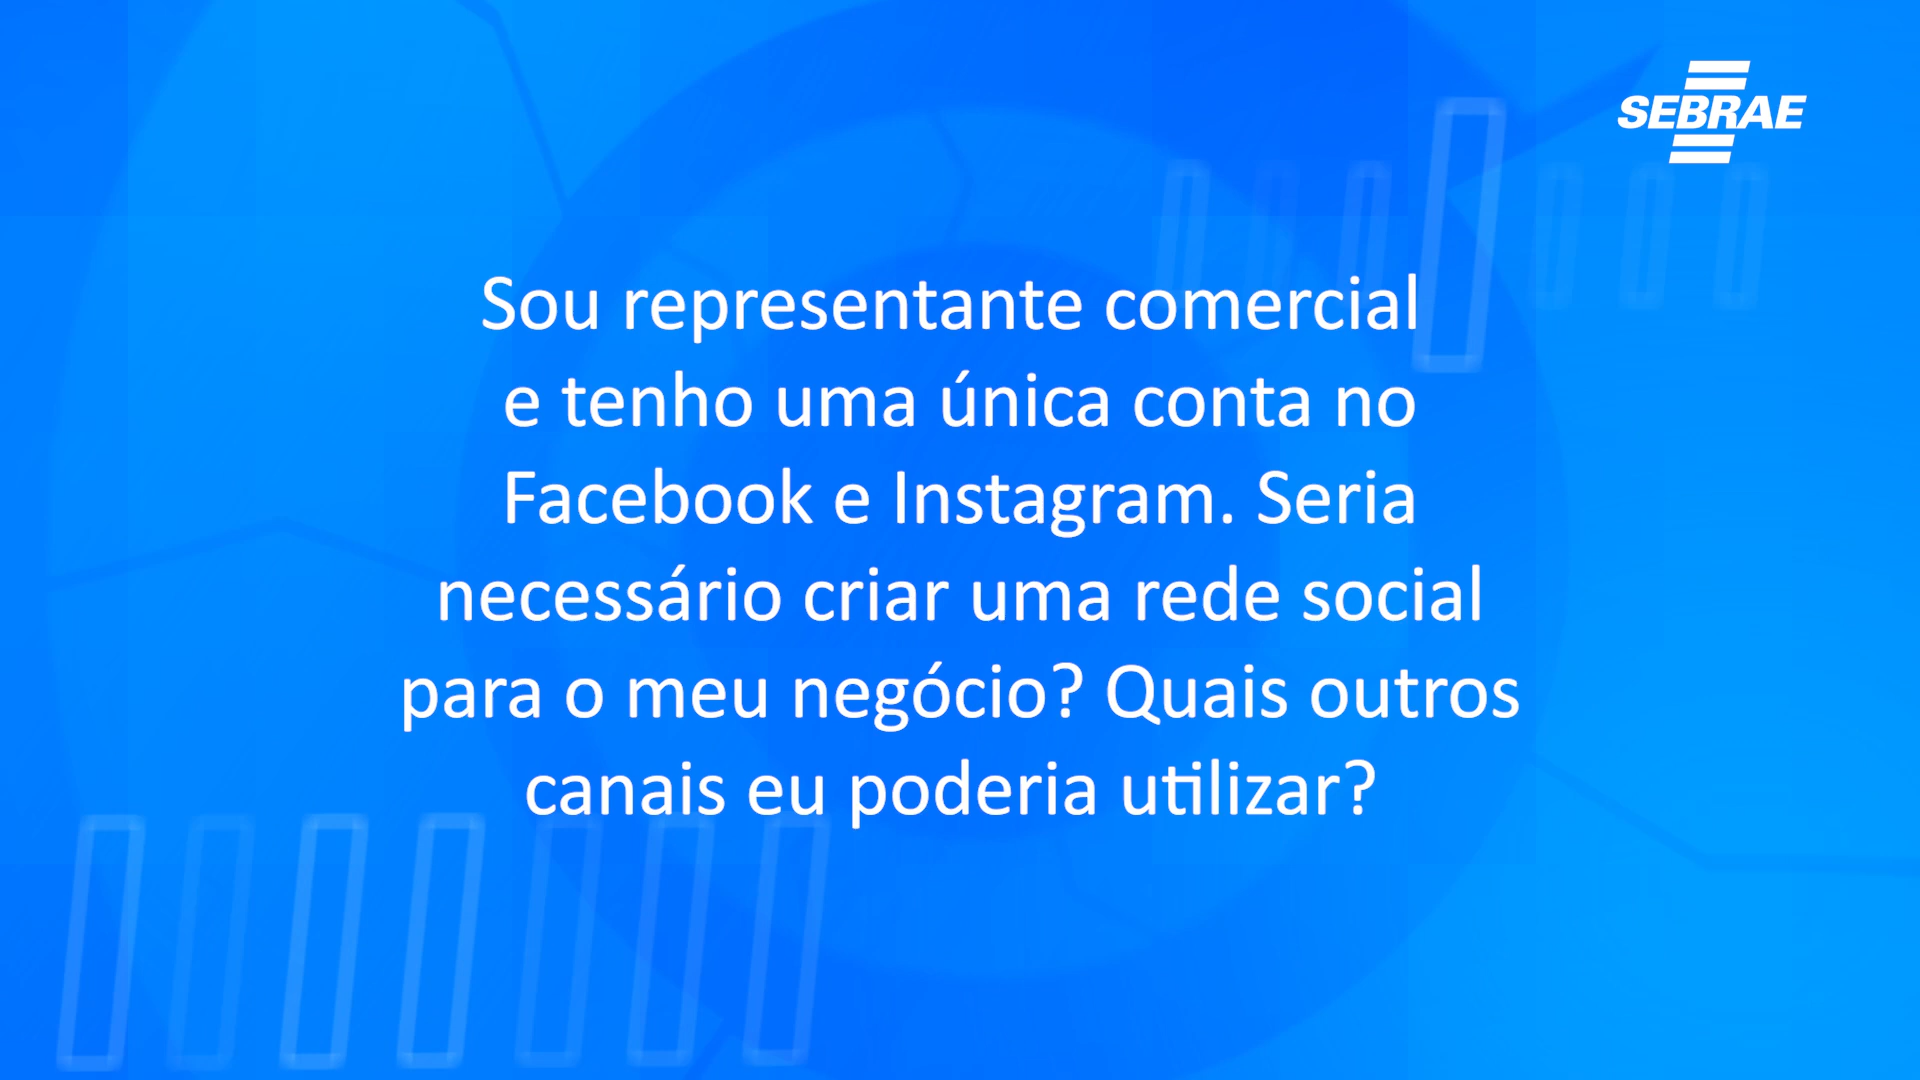 SEBRAE
Sou representante comercial
e tenho uma única conta no
Facebook e Instagram. Seria
necessário criar uma rede social
para o meu negócio? Quais outros
canais eu poderia utilizar?